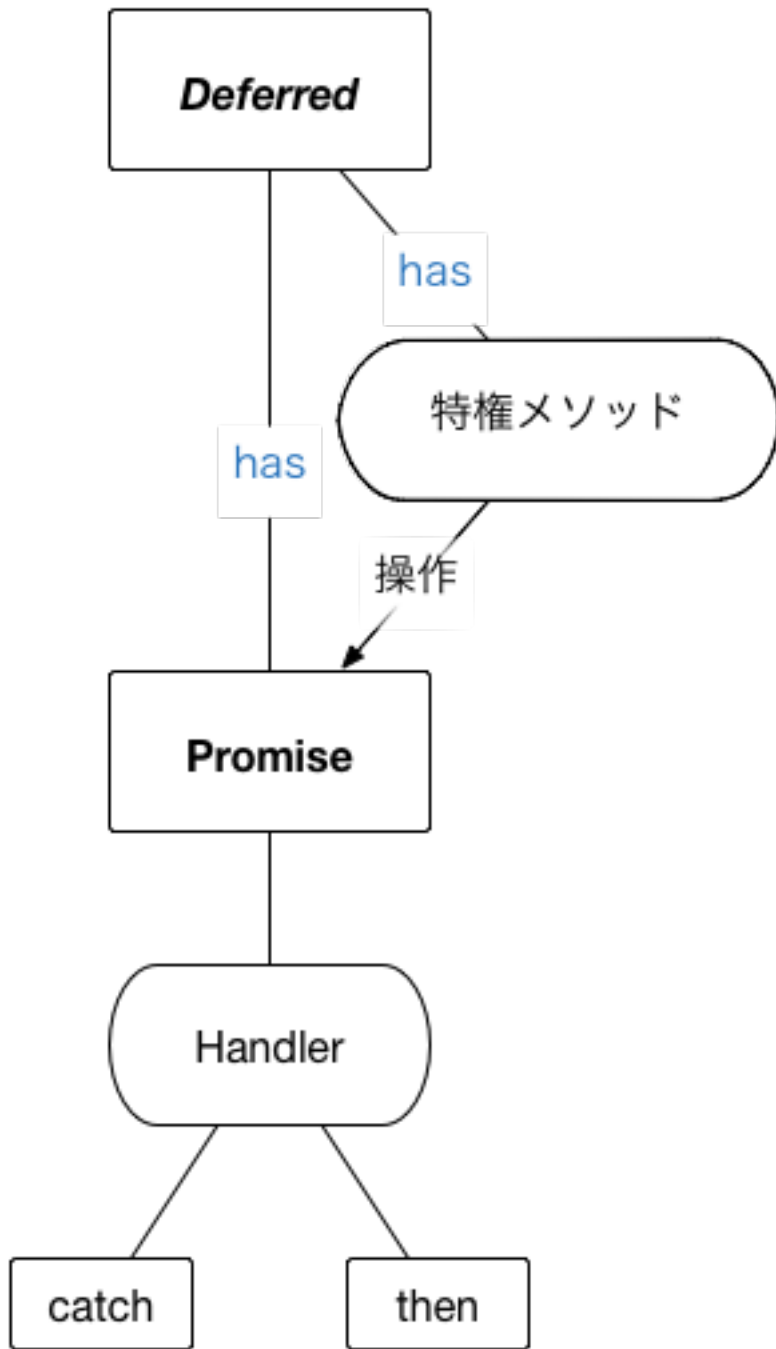 Deferred
has
特権メソッド
has
操作
Promise
Handler
catch
then